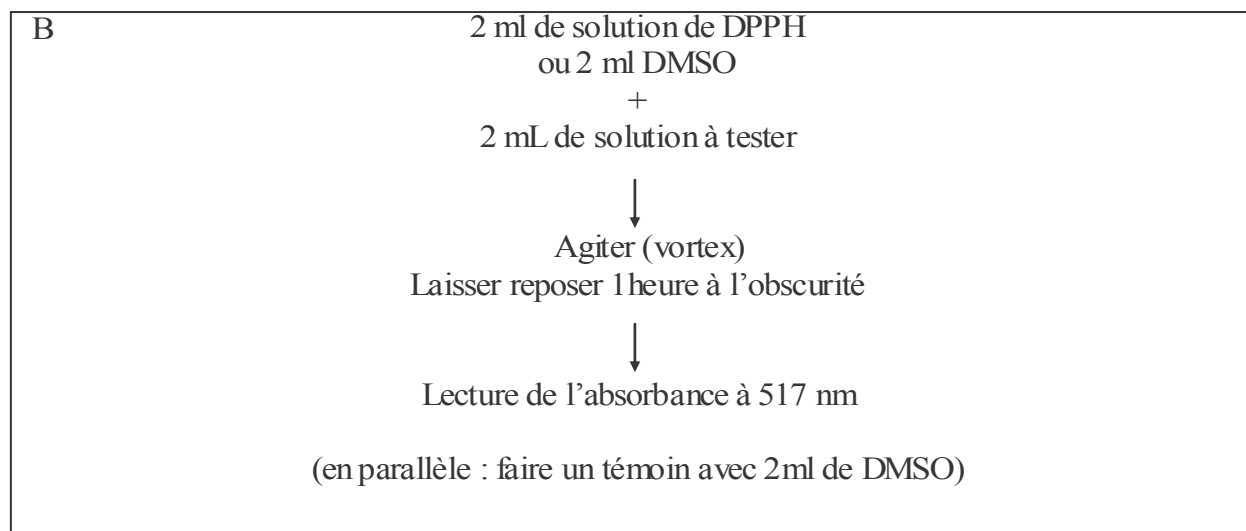 B
2 ml de solution de DPPH
ou 2 ml DMSO
+
2 mL de solution à tester
Agiter (vortex)
Laisser reposer 1heure à l’obscurité
Lecture de l’absorbance à 517 nm
(en parallèle : faire un témoin avec 2ml de DMSO)